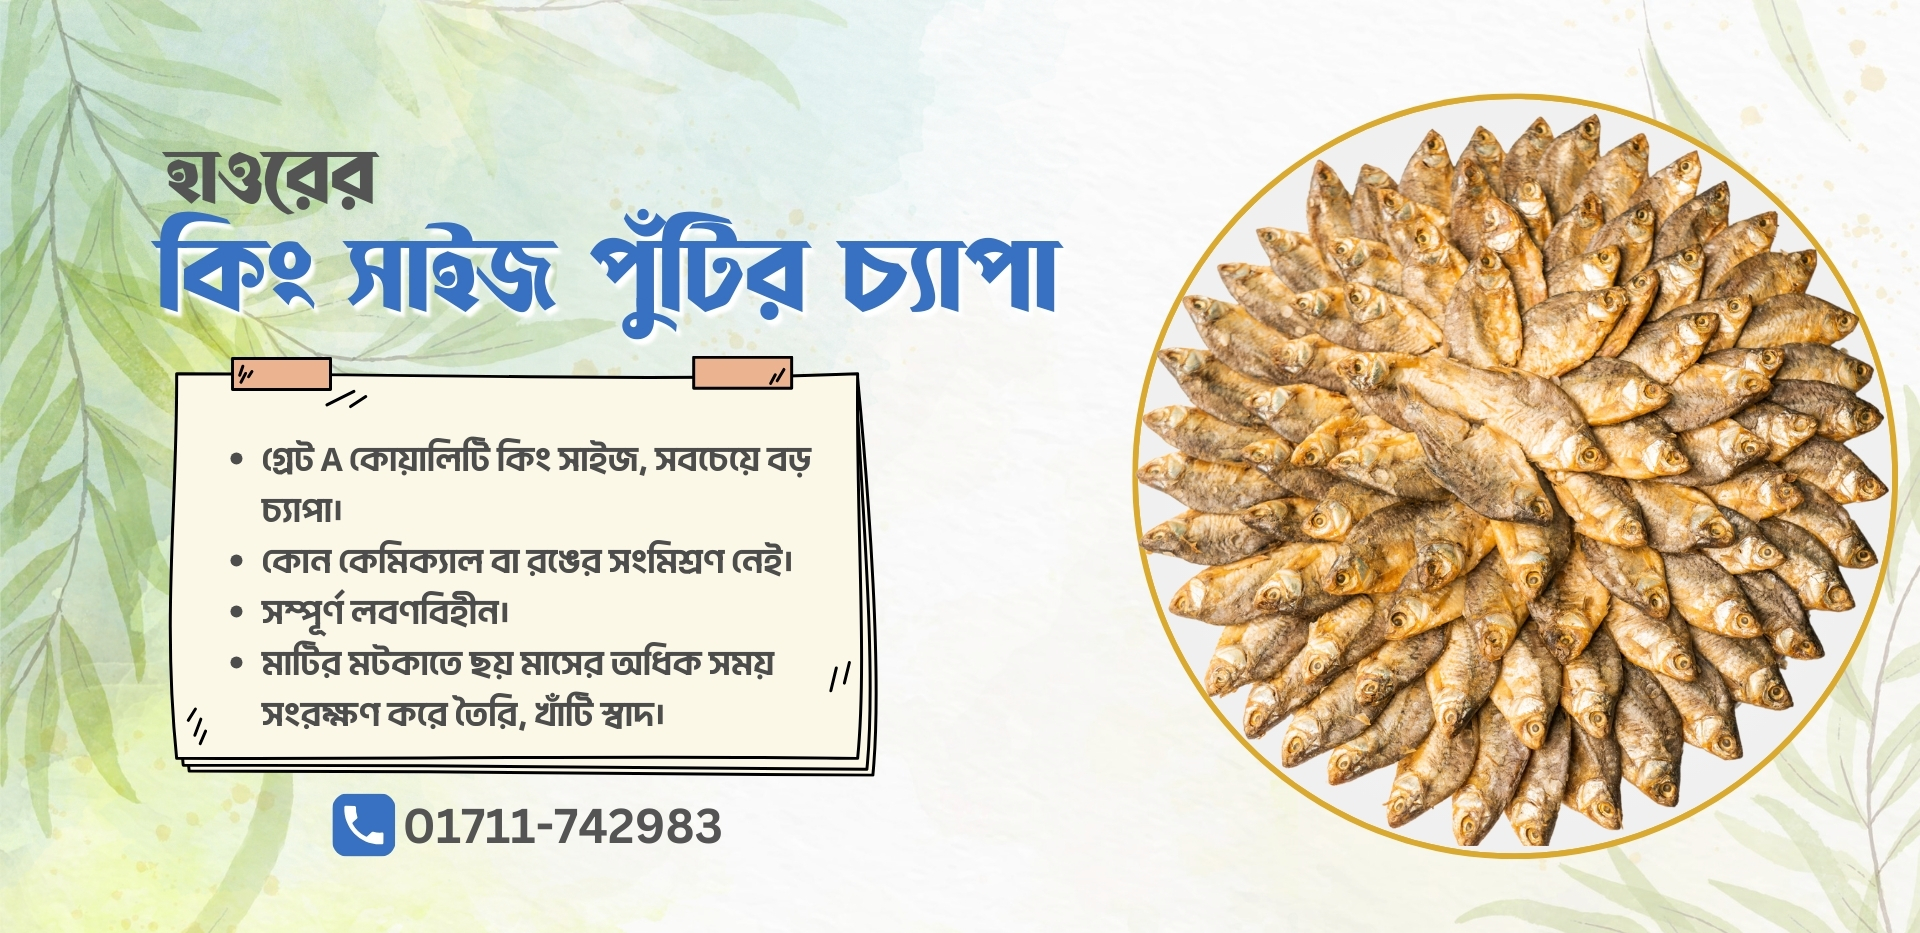 হাওরের
কিং সাইজ পুঁটির চ্যাপা
• গ্রেট A কোয়ালিটি কিং সাইজ, সবচেয়ে বড়
চ্যাপা।
• কোন কেমিক্যাল বা রঙের সংমিশ্রণ নেই।
• সম্পূর্ণ লবণবিহীন।
• মাটির মটকাতে ছয় মাসের অধিক সময়
সংরক্ষণ করে তৈরি, খাঁটি স্বাদ।
01711-742983